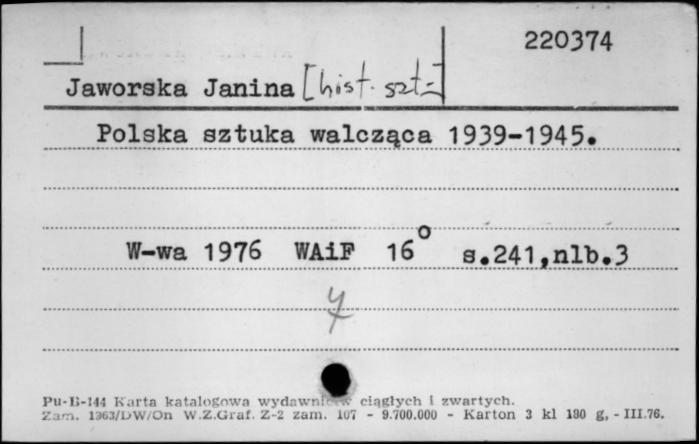 220374
Jaworska Janina [hist. szt.]
Polska sztuka walcząca 1939-1945.
W-wa 1976 WAiF 16° s.241,nlb.3
Pu-B-144 Karta katalogowa wydawnictw ciągłych i zwartych.
Zam. 1363/DW/On W.Z.Graf. Z-2 zam. 107 - 9.700.000 - Karton 3 kl 180 g, - III.76.